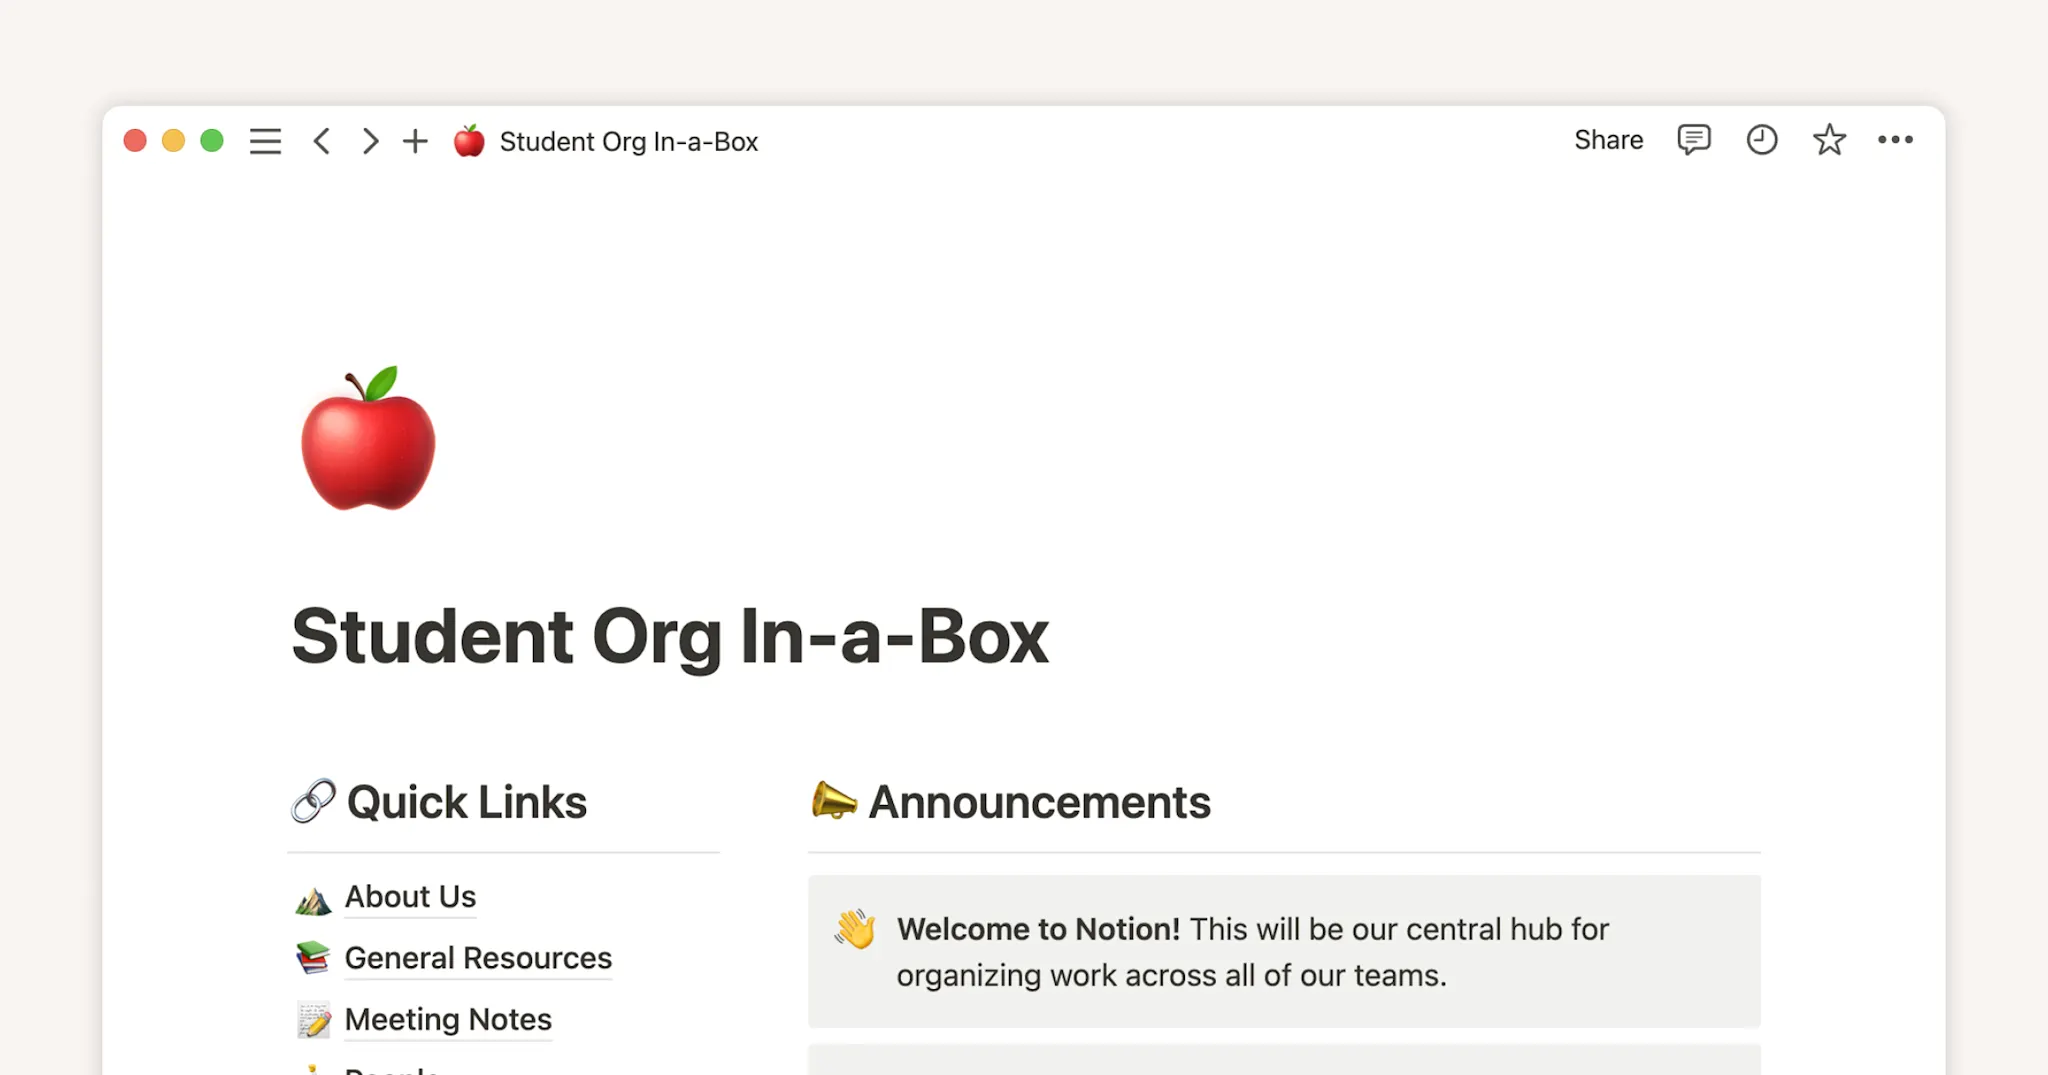 Student Org In-a-Box
Share
Student Org In-a-Box
Quick Links
About Us
General Resources
Meeting Notes
Announcements
Welcome to Notion! This will be our central hub for
organizing work across all of our teams.